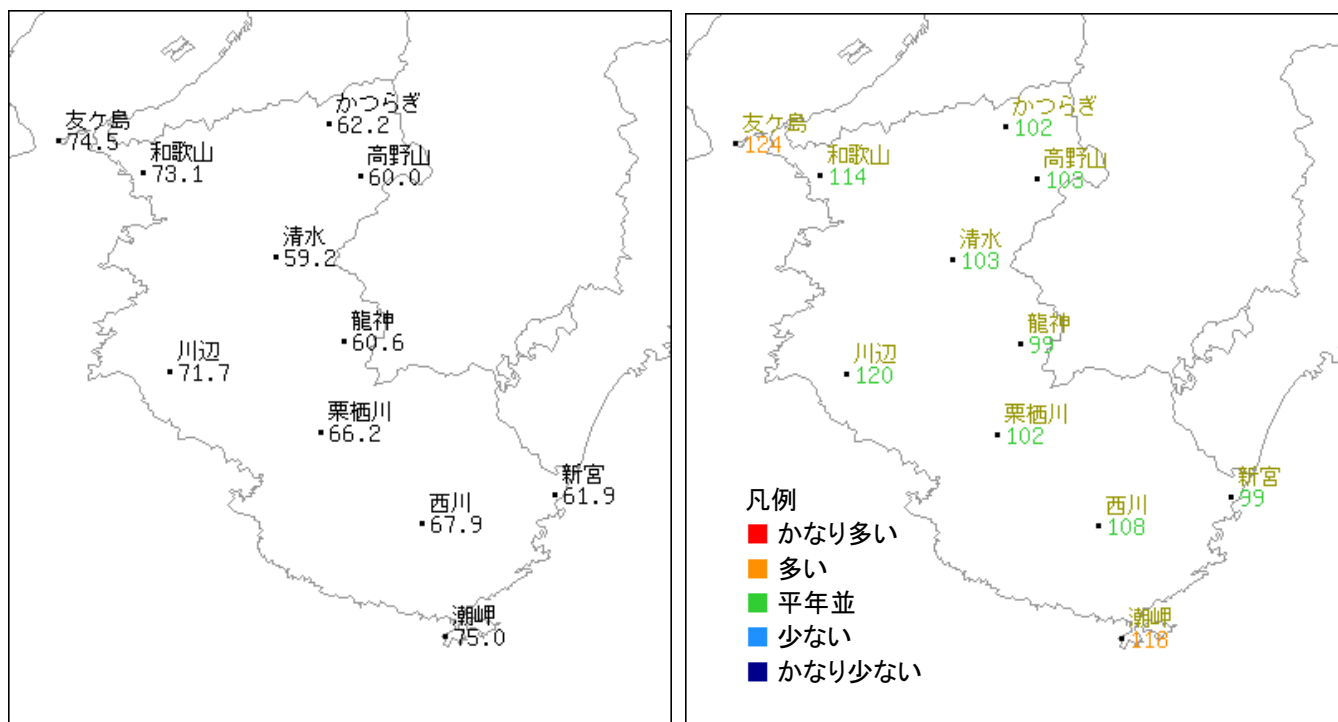 友ケ島
74.5
かつらぎ
62.2
和歌山
73.1
高野山
60.0
清水
59.2
龍神
60.6
川辺
71.7
栗栖川
66.2
新宮
61.9
西川
67.9
潮岬
75.0
友ケ島
124
かつらぎ
102
和歌山
114
高野山
103
清水
103
龍神
99
川辺
120
栗栖川
102
新宮
99
西川
108
潮岬
118
凡例
かなり多い
多い
平年並
少ない
かなり少ない